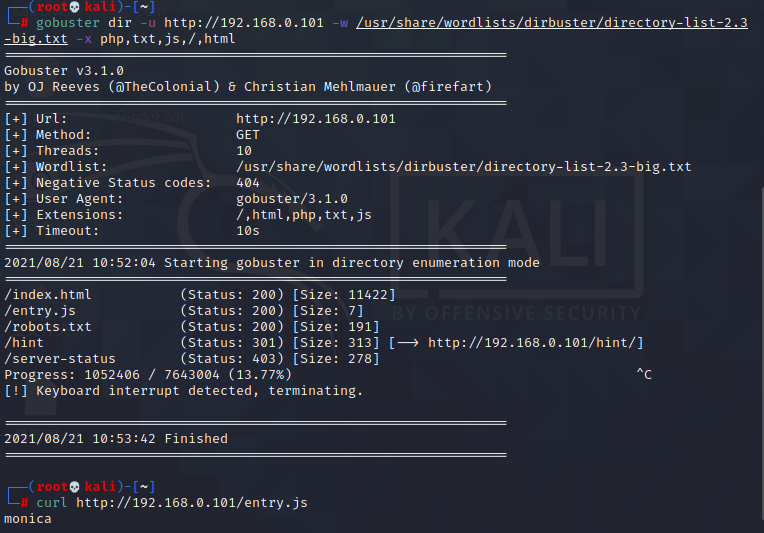 ┌──(root💀kali)-[~]
└─# gobuster dir -u http://192.168.0.101 -w /usr/share/wordlists/dirbuster/directory-list-2.3
-big.txt -x php,txt,js,/,html
===============================================================
Gobuster v3.1.0
by OJ Reeves (@TheColonial) & Christian Mehlmauer (@firefart)
===============================================================
[+] Url:                     http://192.168.0.101
[+] Method:                  GET
[+] Threads:                 10
[+] Wordlist:                /usr/share/wordlists/dirbuster/directory-list-2.3-big.txt
[+] Negative Status codes:   404
[+] User Agent:              gobuster/3.1.0
[+] Extensions:              /,html,php,txt,js
[+] Timeout:                 10s
===============================================================
2021/08/21 10:52:04 Starting gobuster in directory enumeration mode
===============================================================
/index.html           (Status: 200) [Size: 11422]
/entry.js             (Status: 200) [Size: 7]
/robots.txt           (Status: 200) [Size: 191]
/hint                 (Status: 301) [Size: 313] [--> http://192.168.0.101/hint/]
/server-status        (Status: 403) [Size: 278]
Progress: 1052406 / 7643004 (13.77%)                                           ^C
[!] Keyboard interrupt detected, terminating.
===============================================================
2021/08/21 10:53:42 Finished
===============================================================
┌──(root💀kali)-[~]
└─# curl http://192.168.0.101/entry.js
monica
KALI
BY OFFENSIVE SECURITY